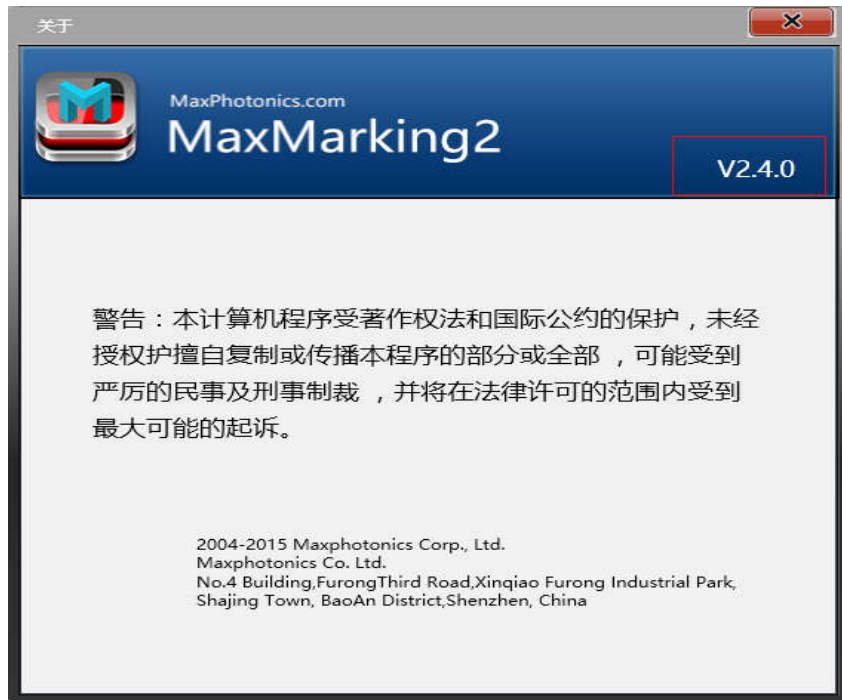 关于
MaxPhotonics.com
MaxMarking2
V2.4.0
警告：本计算机程序受著作权法和国际公约的保护，未经
授权护擅自复制或传播本程序的部分或全部 ，可能受到
严厉的民事及刑事制裁 ，并将在法律许可的范围内受到
最大可能的起诉。
2004-2015 Maxphotonics Corp., Ltd.
Maxphotonics Co. Ltd.
No.4 Building,FurongThird Road,Xinqiao Furong Industrial Park,
Shajing Town, BaoAn District,Shenzhen, China